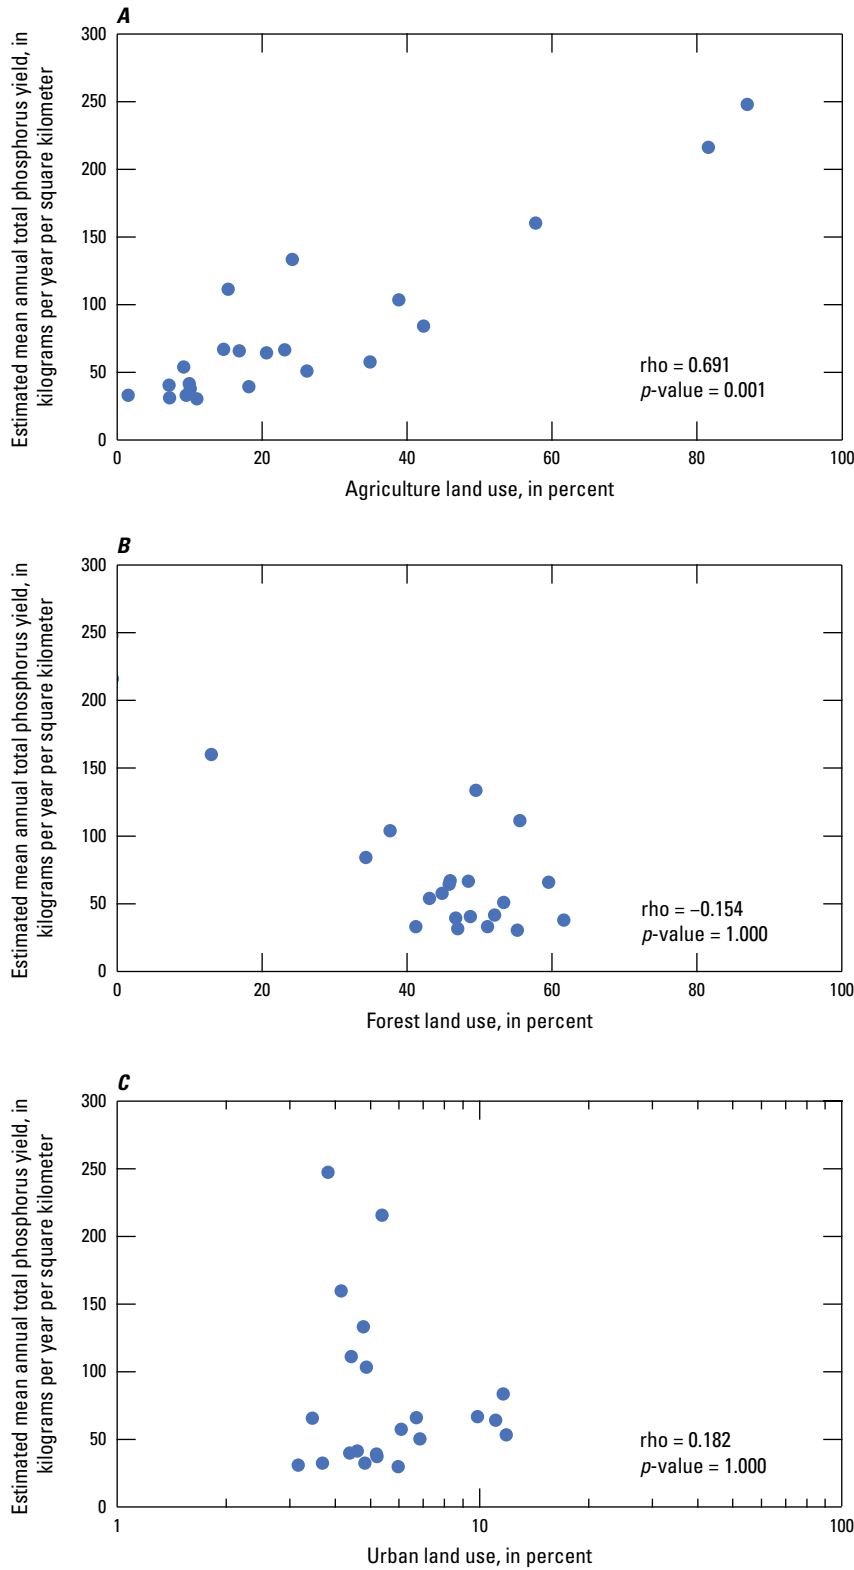 A
Estimated mean annual total phosphorus yield, in
kilograms per year per square kilometer
300
250
200
150
100
50
0
rho = 0.691
p-value = 0.001
0 20 40 60 80 100
Agriculture land use, in percent
B
Estimated mean annual total phosphorus yield, in
kilograms per year per square kilometer
300
250
200
150
100
50
0
rho = −0.154
p-value = 1.000
0 20 40 60 80 100
Forest land use, in percent
C
Estimated mean annual total phosphorus yield, in
kilograms per year per square kilometer
300
250
200
150
100
50
0
rho = 0.182
p-value = 1.000
1 10 100
Urban land use, in percent